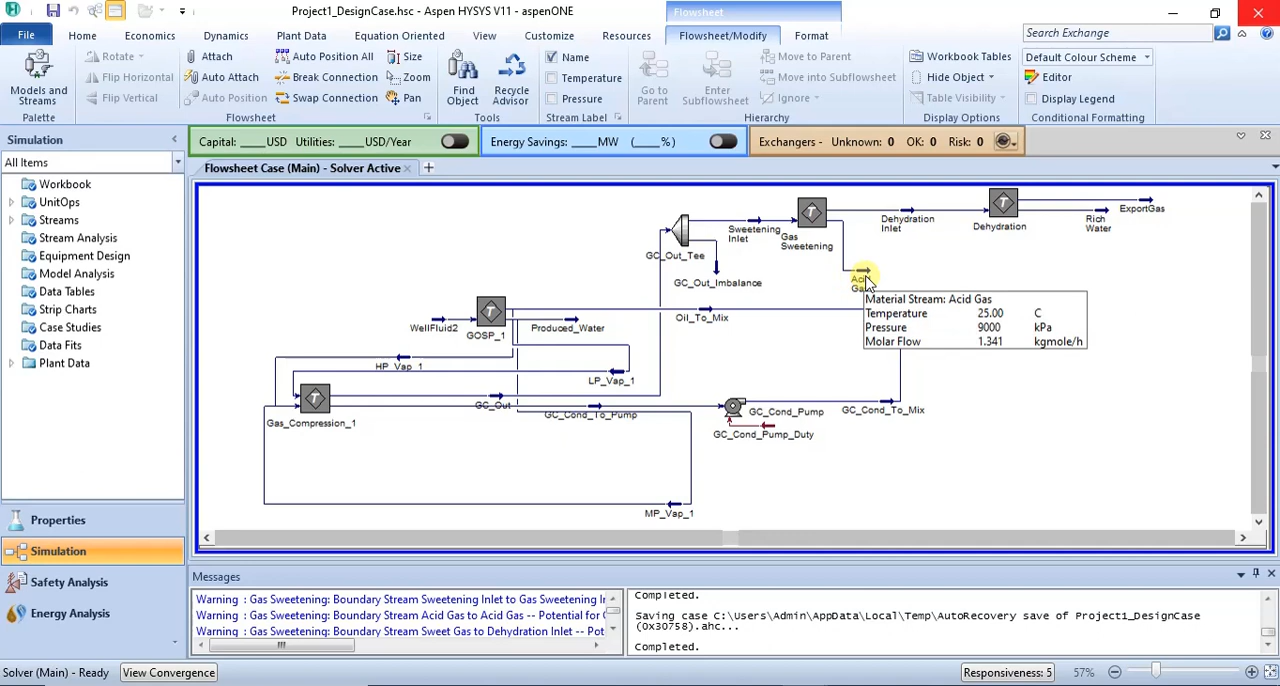 Project1_DesignCase.hsc - Aspen HYSYS V11 - aspenONE
Flowsheet
File
Home
Economics
Dynamics
Plant Data
Equation Oriented
View
Customize
Resources
Flowsheet/Modify
Format
Search Exchange
Models and Streams
Palette
Rotate
Flip Horizontal
Flip Vertical
Attach
Auto Attach
Auto Position
Auto Position All
Break Connection
Swap Connection
Size
Zoom
Pan
Flowsheet
Find Object
Recycle Advisor
Tools
Name
Temperature
Pressure
Stream Label
Go to Parent
Enter Subflowsheet
Move to Parent
Move into Subflowsheet
Ignore
Hierarchy
Workbook Tables
Hide Object
Table Visibility
Display Options
Default Colour Scheme
Editor
Display Legend
Conditional Formatting
Simulation
Capital: ____USD Utilities: ____USD/Year
Energy Savings: ____MW (____%)
Exchangers - Unknown: 0 OK: 0 Risk: 0
All Items
Flowsheet Case (Main) - Solver Active
Workbook
UnitOps
Streams
Stream Analysis
Equipment Design
Model Analysis
Data Tables
Strip Charts
Case Studies
Data Fits
Plant Data
Properties
Simulation
Safety Analysis
Energy Analysis
GC_Out_Tee
Sweetening Inlet
Gas Sweetening
Dehydration Inlet
Dehydration
Rich Water
ExportGas
GC_Out_Imbalance
Material Stream: Acid Gas
Temperature 25.00 C
Pressure 9000 kPa
Molar Flow 1.341 kgmole/h
WellFluid2
GOSP_1
Produced_Water
Oil_To_Mix
HP_Vap_1
LP_Vap_1
Gas_Compression_1
GC_Out
GC_Cond_To_Pump
GC_Cond_Pump
GC_Cond_Pump_Duty
GC_Cond_To_Mix
MP_Vap_1
Messages
Warning : Gas Sweetening: Boundary Stream Sweetening Inlet to Gas Sweetening
Warning : Gas Sweetening: Boundary Stream Acid Gas to Acid Gas -- Potential for
Warning : Gas Sweetening: Boundary Stream Sweet Gas to Dehydration Inlet -- Pot
Completed.
Saving case C:\Users\Admin\AppData\Local\Temp\AutoRecovery save of Project1_DesignCase
(0x30758).ahc...
Completed.
Solver (Main) - Ready
View Convergence
Responsiveness: 5
57%